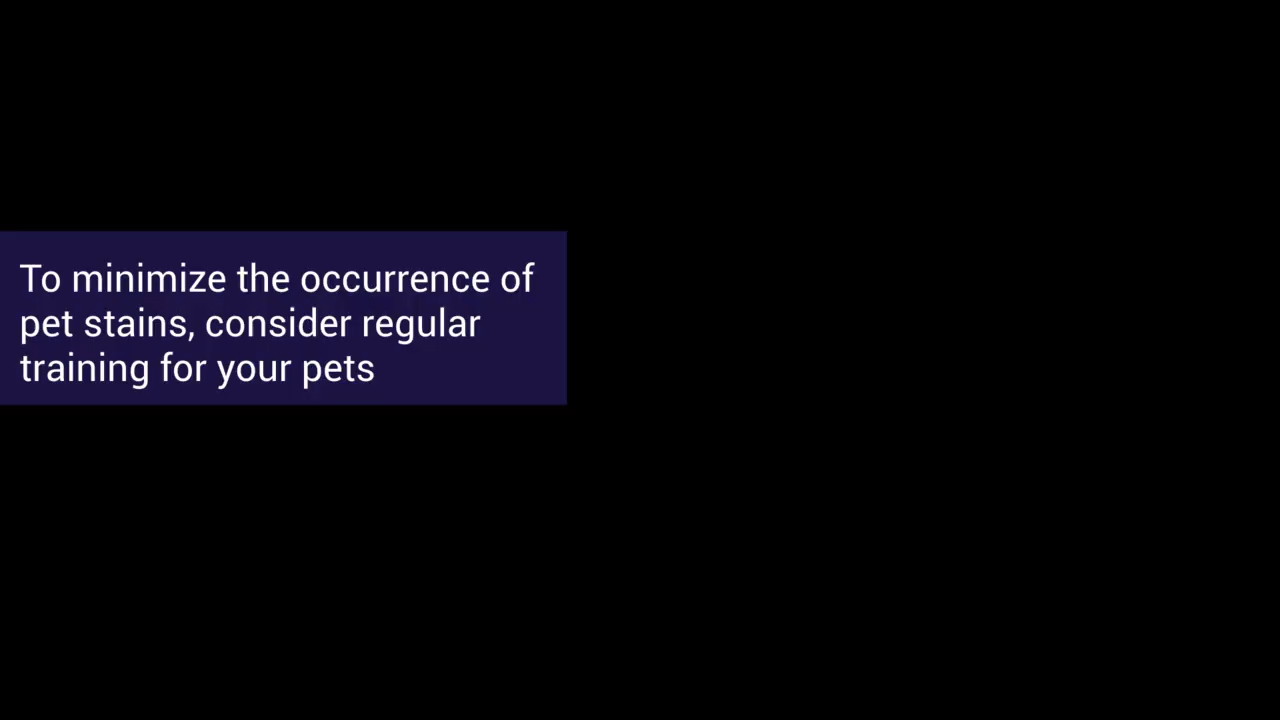 To minimize the occurrence of
pet stains, consider regular
training for your pets